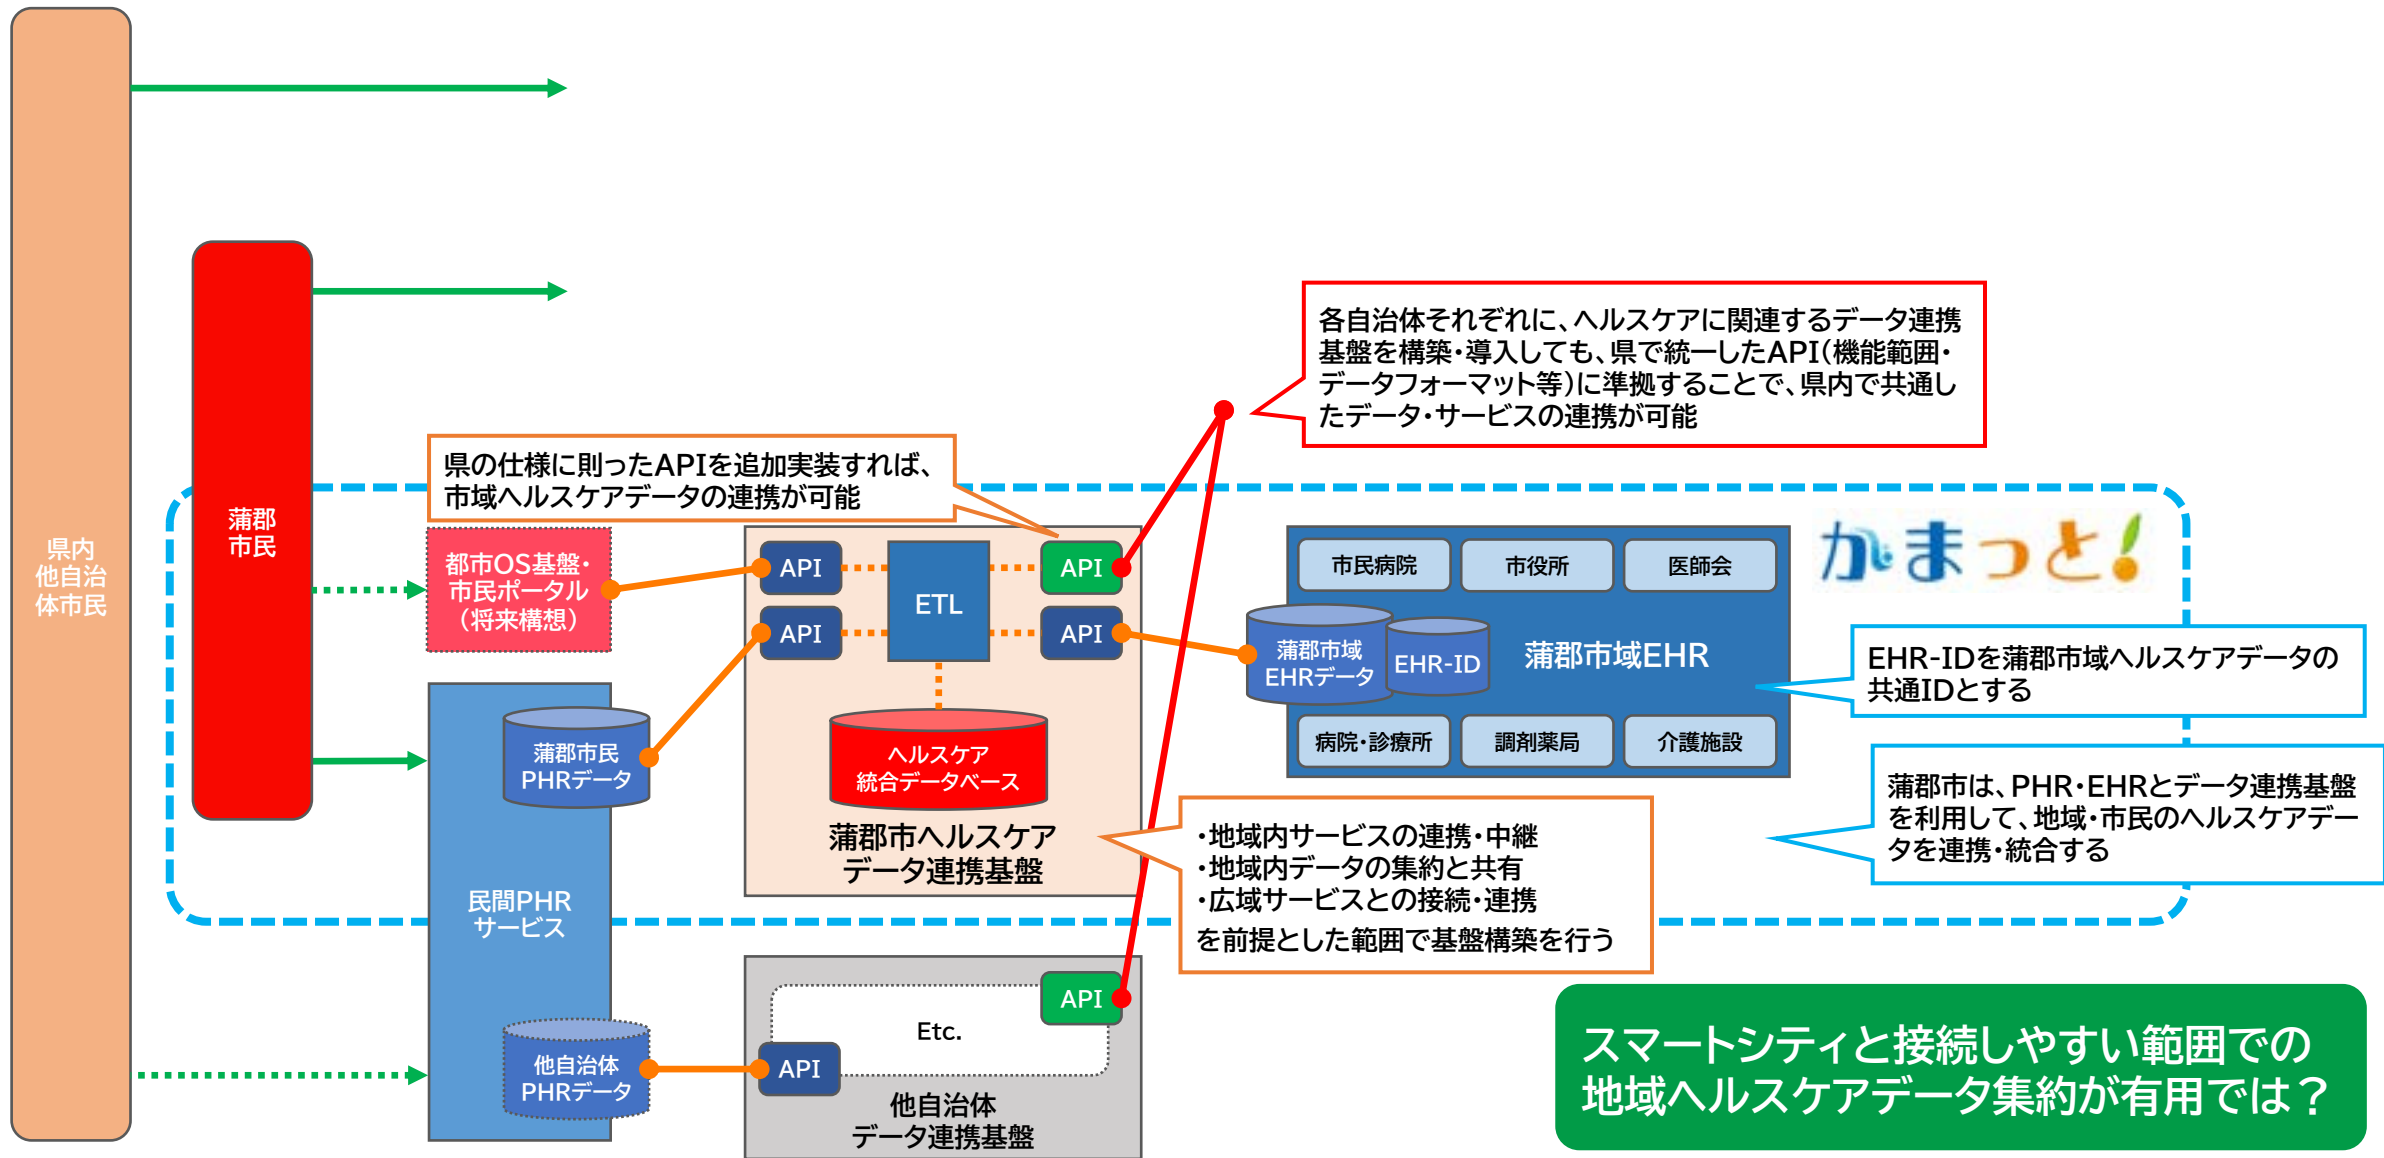 県内
他自治
体市民
蒲郡
市民
各自治体それぞれに、ヘルスケアに関連するデータ連携
基盤を構築・導入しても、県で統一したAPI(機能範囲・
データフォーマット等)に準拠することで、県内で共通し
たデータ・サービスの連携が可能
県の仕様に則ったAPIを追加実装すれば、
市域ヘルスケアデータの連携が可能
都市OS基盤・
市民ポータル
(将来構想)
API
API
ETL
API
API
ヘルスケア
統合データベース
蒲郡市ヘルスケア
データ連携基盤
市民病院
市役所
医師会
蒲郡市域
EHRデータ
EHR-ID
蒲郡市域EHR
病院・診療所
調剤薬局
介護施設
がまっと!
EHR-IDを蒲郡市域ヘルスケアデータの
共通IDとする
蒲郡市は、PHR・EHRとデータ連携基盤
を利用して、地域・市民のヘルスケアデー
タを連携・統合する
・地域内サービスの連携・中継
・地域内データの集約と共有
・広域サービスとの接続・連携
を前提とした範囲で基盤構築を行う
蒲郡市民
PHRデータ
民間PHR
サービス
他自治体
PHRデータ
API
Etc.
API
他自治体
データ連携基盤
スマートシティと接続しやすい範囲での
地域ヘルスケアデータ集約が有用では?